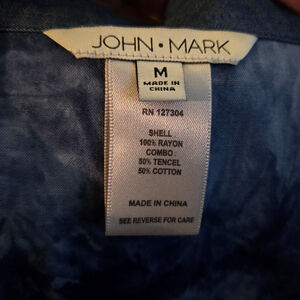 JOHN • MARK
M
MADE IN
CHINA
RN 127304
SHELL
100% RAYON
COMBO :
50% TENCEL
50% COTTON
MADE IN CHINA
SEE REVERSE FOR CARE